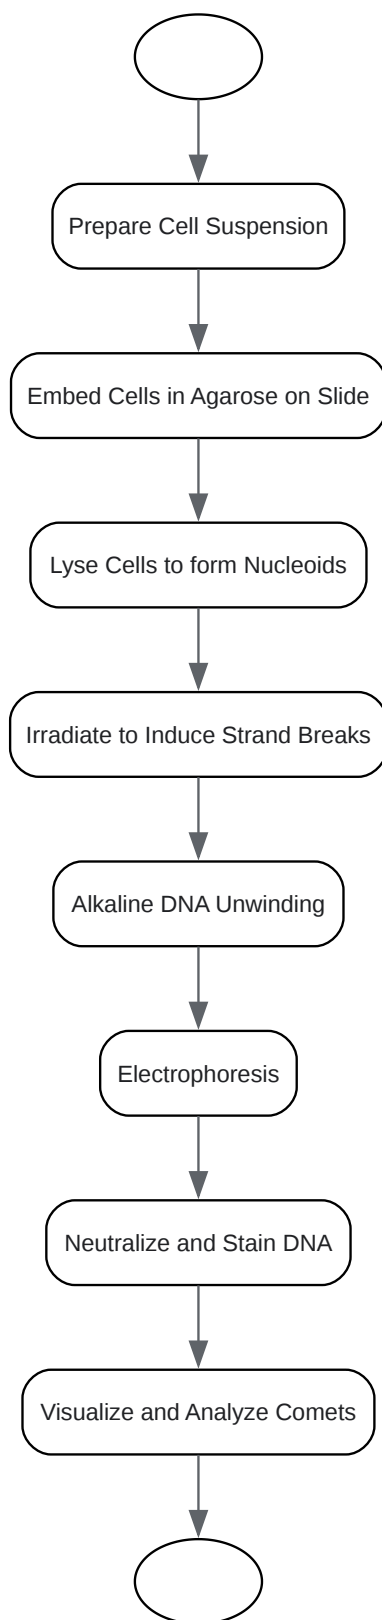 Prepare Cell Suspension
Embed Cells in Agarose on Slide
Lyse Cells to form Nucleoids
Irradiate to Induce Strand Breaks
Alkaline DNA Unwinding
Electrophoresis
Neutralize and Stain DNA
Visualize and Analyze Comets